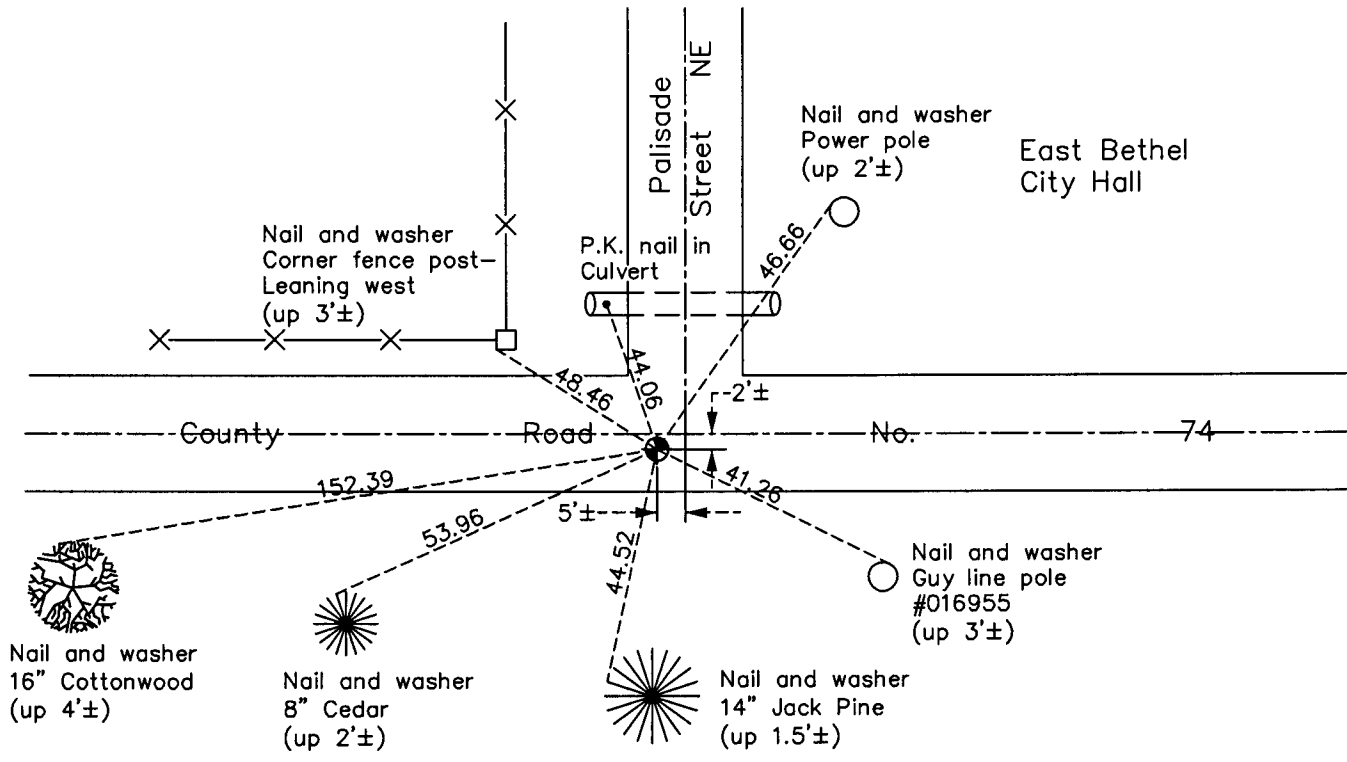 Palisade
Street NE
Nail and washer
Power pole
(up 2'±)
East Bethel
City Hall
Nail and washer
Corner fence post-
Leaning west
(up 3'±)
P.K. nail in
Culvert
46.66
48.46
44.06
2'±
County Road No. 74
152.39
53.96
5'±
41.26
44.52
Nail and washer
Guy line pole
#016955
(up 3'±)
Nail and washer
16" Cottonwood
(up 4'±)
Nail and washer
8" Cedar
(up 2'±)
Nail and washer
14" Jack Pine
(up 1.5'±)